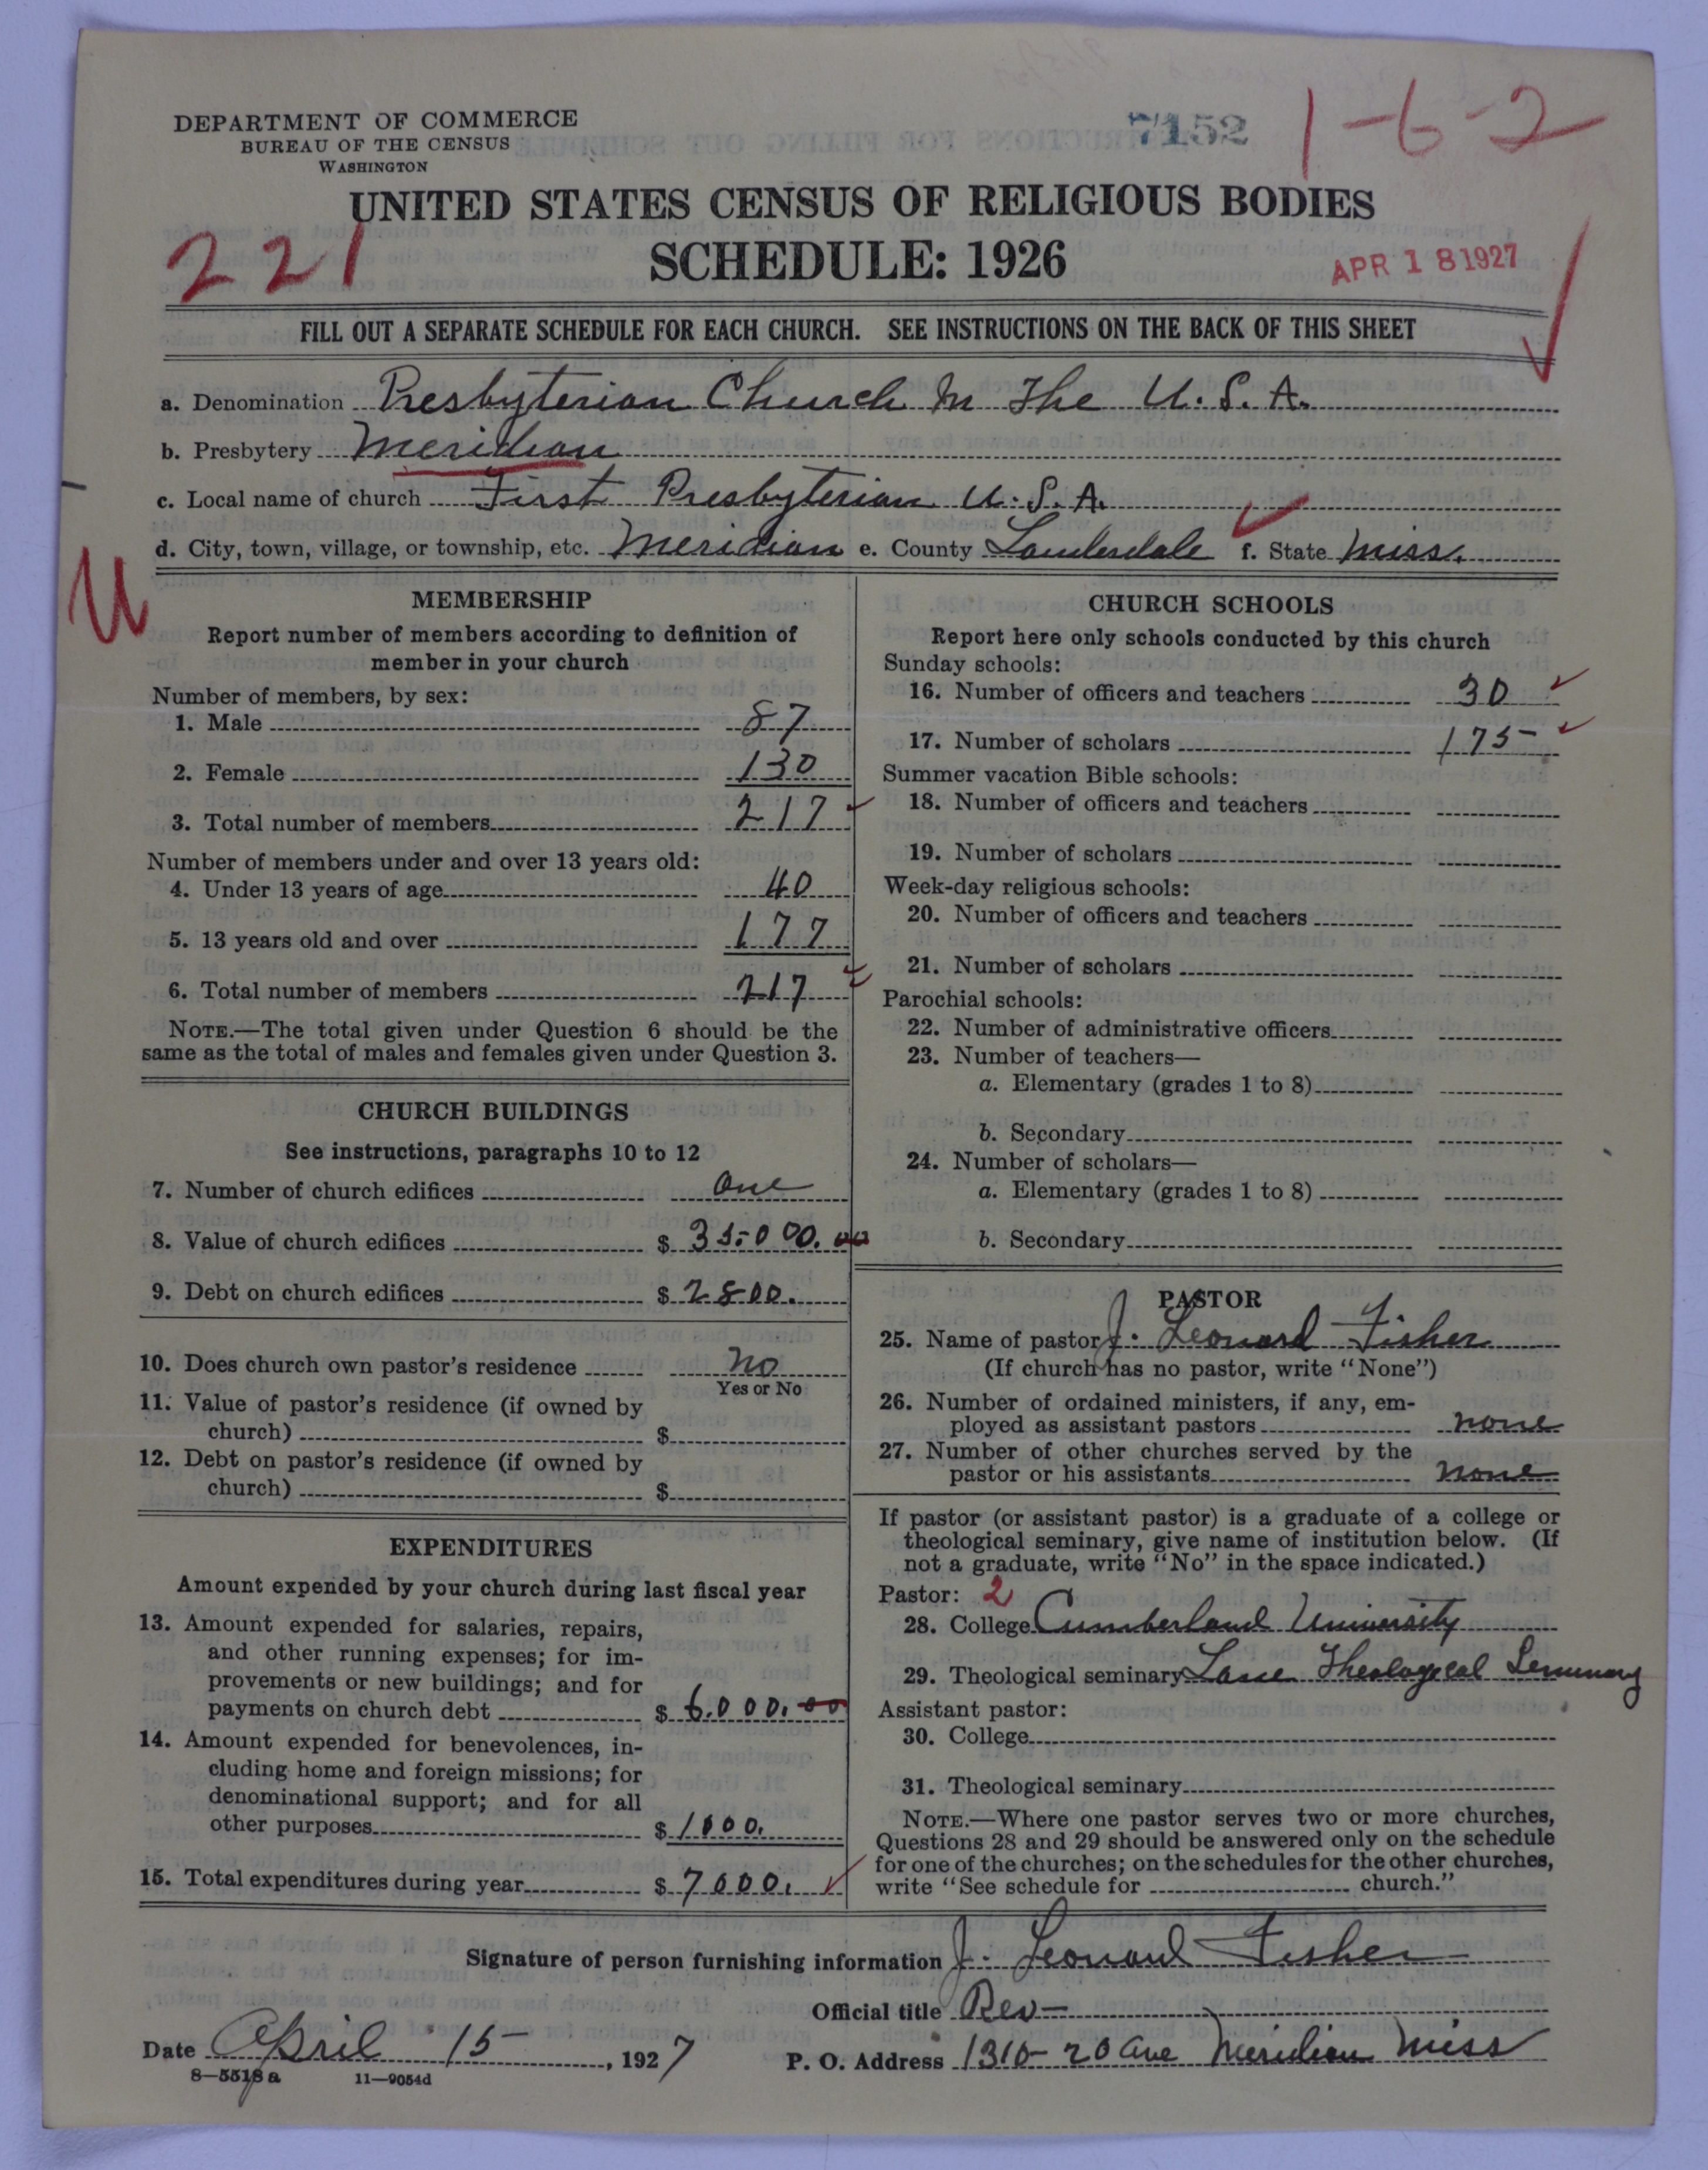 DEPARTMENT OF COMMERCE
BUREAU OF THE CENSUS
WASHINGTON
7152
1-6-2
UNITED STATES CENSUS OF RELIGIOUS BODIES
221
SCHEDULE: 1926
APR 18 1927
FILL OUT A SEPARATE SCHEDULE FOR EACH CHURCH. SEE INSTRUCTIONS ON THE BACK OF THIS SHEET
a. Denomination Presbyterian Church In The U.S.A.
b. Presbytery Meridian
c. Local name of church First Presbyterian U.S.A.
d. City, town, village, or township, etc. Meridian e. County Lauderdale f. State Miss.
U
MEMBERSHIP
Report number of members according to definition of
member in your church
Number of members, by sex:
1. Male 87
2. Female 130
3. Total number of members 217
Number of members under and over 13 years old:
4. Under 13 years of age 40
5. 13 years old and over 177
6. Total number of members 217
NOTE.—The total given under Question 6 should be the
same as the total of males and females given under Question 3.
CHURCH BUILDINGS
See instructions, paragraphs 10 to 12
7. Number of church edifices One
8. Value of church edifices $ 35000.00
9. Debt on church edifices $ 2800.
10. Does church own pastor's residence No
Yes or No
11. Value of pastor's residence (if owned by
church) $
12. Debt on pastor's residence (if owned by
church) $
EXPENDITURES
Amount expended by your church during last fiscal year
13. Amount expended for salaries, repairs,
and other running expenses; for im-
provements or new buildings; and for
payments on church debt $ 6.000.00
14. Amount expended for benevolences, in-
cluding home and foreign missions; for
denominational support; and for all
other purposes $ 1000.
15. Total expenditures during year $ 7000.
CHURCH SCHOOLS
Report here only schools conducted by this church
Sunday schools:
16. Number of officers and teachers 30
17. Number of scholars 175
Summer vacation Bible schools:
18. Number of officers and teachers
19. Number of scholars
Week-day religious schools:
20. Number of officers and teachers
21. Number of scholars
Parochial schools:
22. Number of administrative officers
23. Number of teachers—
a. Elementary (grades 1 to 8)
b. Secondary
24. Number of scholars—
a. Elementary (grades 1 to 8)
b. Secondary
PASTOR
25. Name of pastor J. Leonard Fisher
(If church has no pastor, write "None")
26. Number of ordained ministers, if any, em-
ployed as assistant pastors none
27. Number of other churches served by the
pastor or his assistants none
If pastor (or assistant pastor) is a graduate of a college or
theological seminary, give name of institution below. (If
not a graduate, write "No" in the space indicated.)
Pastor: 2
28. College Cumberland University
29. Theological seminary Lane Theological Seminary
Assistant pastor:
30. College
31. Theological seminary
NOTE.—Where one pastor serves two or more churches,
Questions 28 and 29 should be answered only on the schedule
for one of the churches; on the schedules for the other churches,
write "See schedule for church."
Signature of person furnishing information J. Leonard Fisher
Official title Rev—
Date April 15, 1927
P. O. Address 1310-20 ave Meridian Miss
8—5518 a 11—9054d